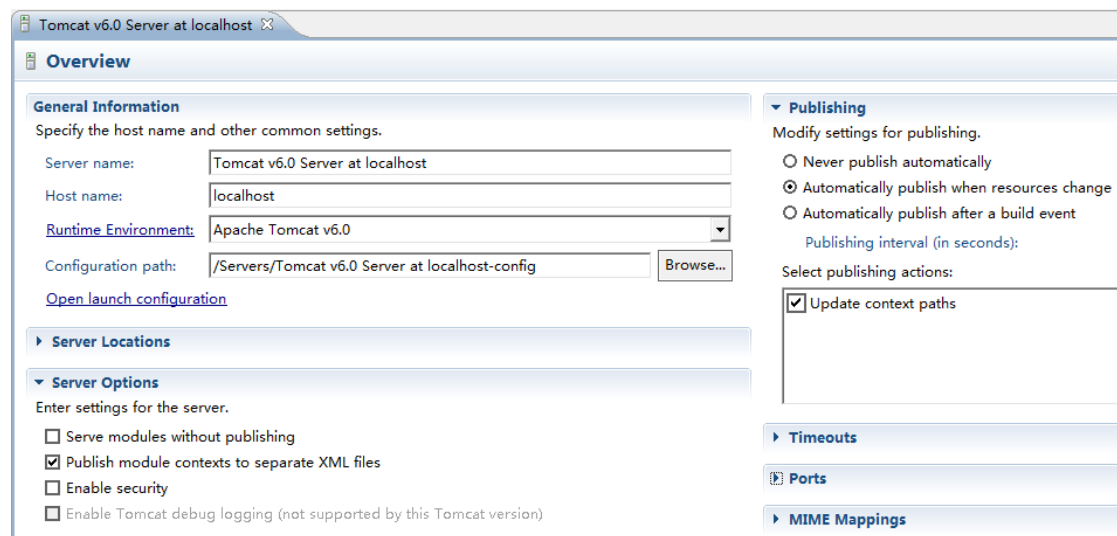 Tomcat v6.0 Server at localhost
Overview
General Information
Specify the host name and other common settings.
Server name:
Tomcat v6.0 Server at localhost
Host name:
localhost
Runtime Environment:
Apache Tomcat v6.0
Configuration path:
/Servers/Tomcat v6.0 Server at localhost-config
Browse...
Open launch configuration
Server Locations
Server Options
Enter settings for the server.
Serve modules without publishing
Publish module contexts to separate XML files
Enable security
Enable Tomcat debug logging (not supported by this Tomcat version)
Publishing
Modify settings for publishing.
Never publish automatically
Automatically publish when resources change
Automatically publish after a build event
Publishing interval (in seconds):
Select publishing actions:
Update context paths
Timeouts
Ports
MIME Mappings